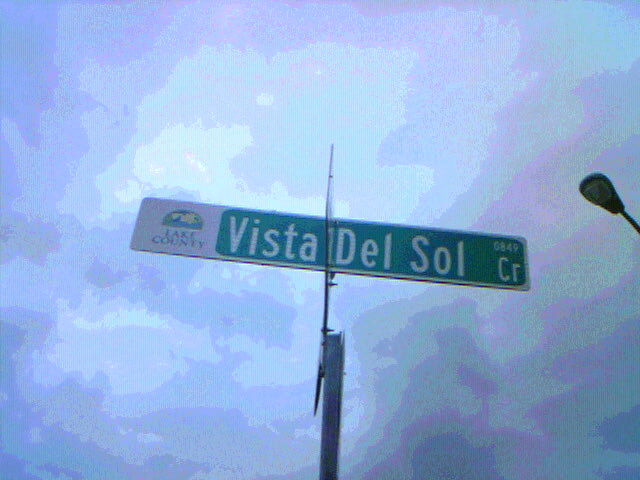 LAKE
COUNTY
Vista Del Sol
0849
Cr